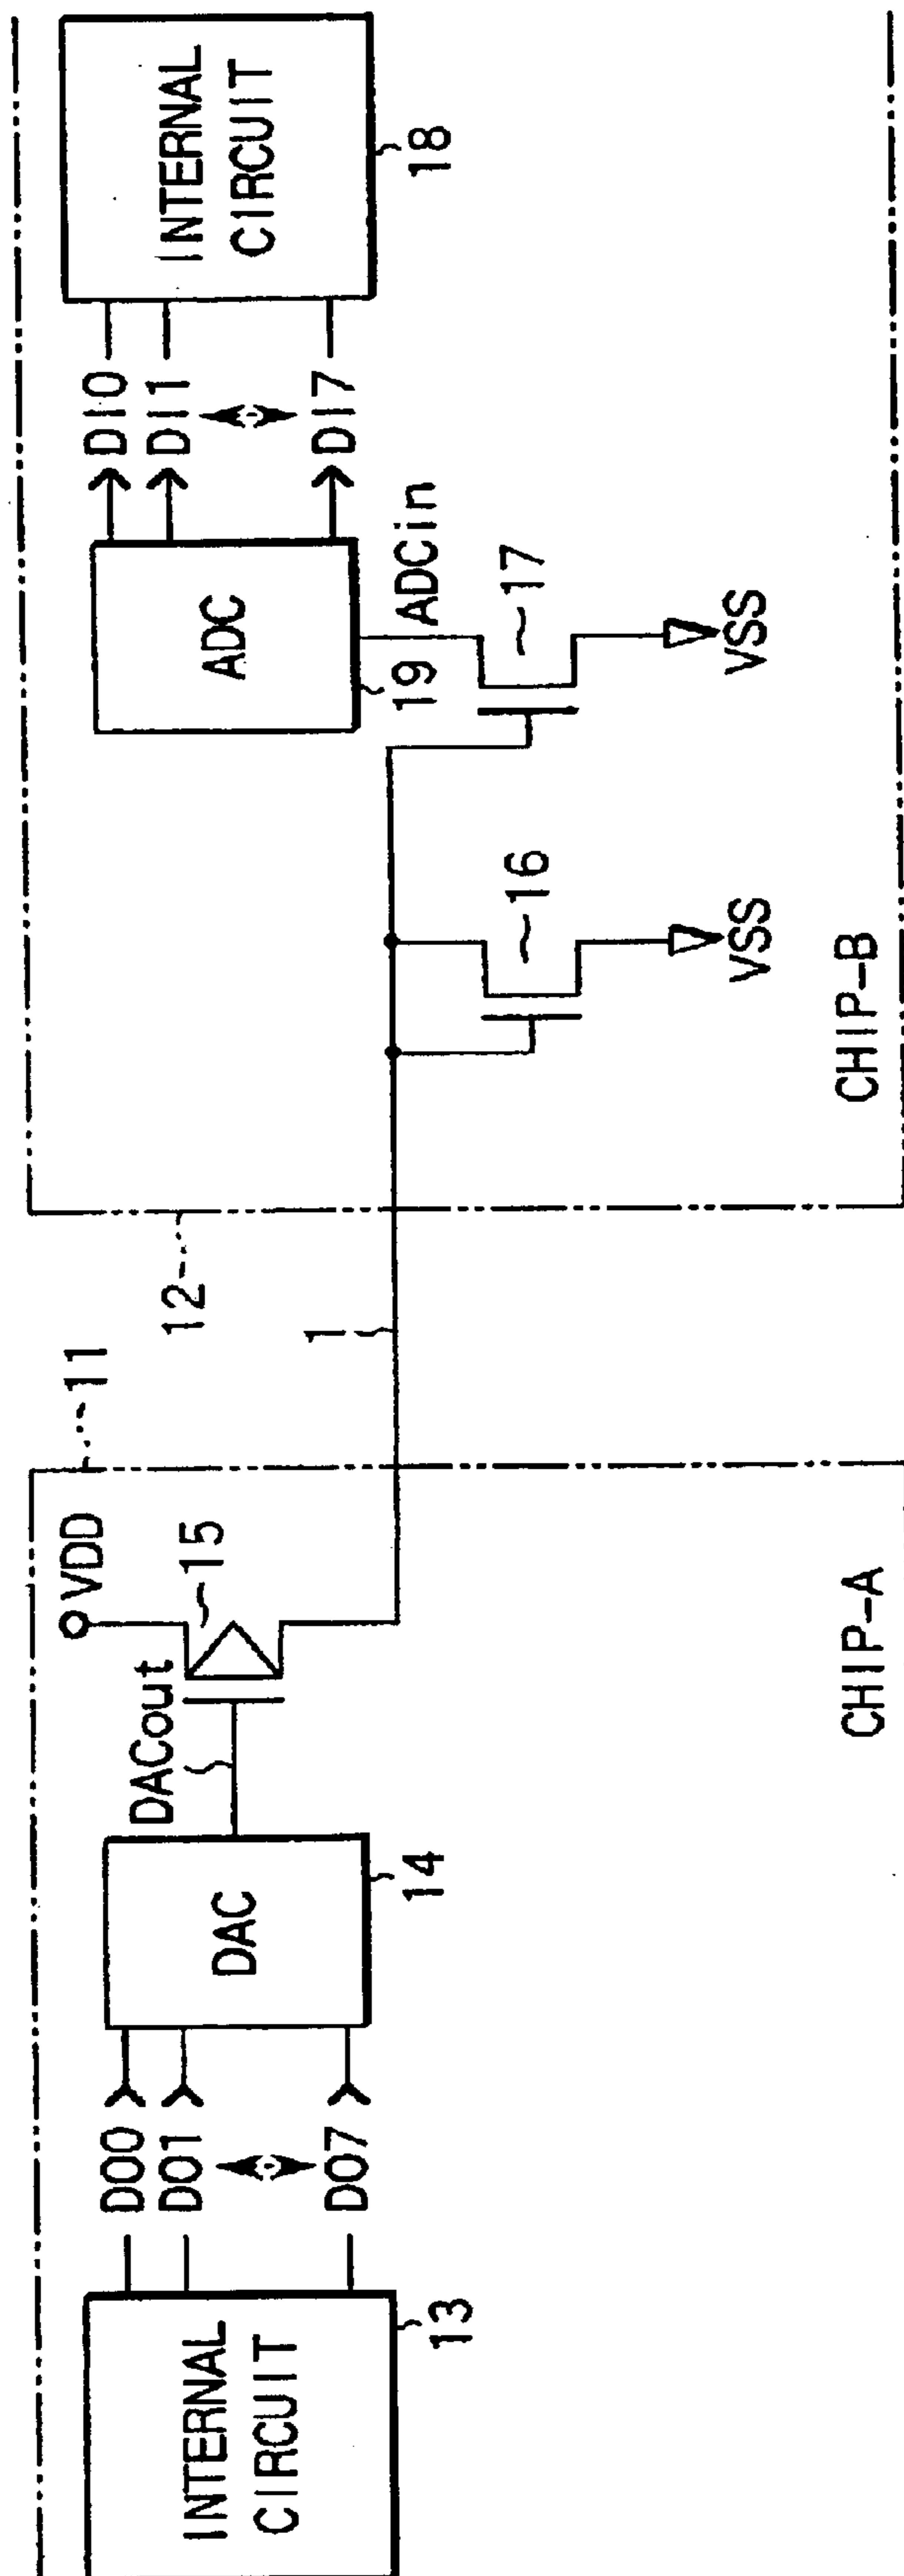 INTERNAL
CIRCUIT
13
DO0
DO1
DO7
DAC
14
DACout
VDD
15
11
CHIP-A
1
12
16
VSS
ADC
19
ADCin
17
VSS
DI0
DI1
DI7
INTERNAL
CIRCUIT
18
CHIP-B